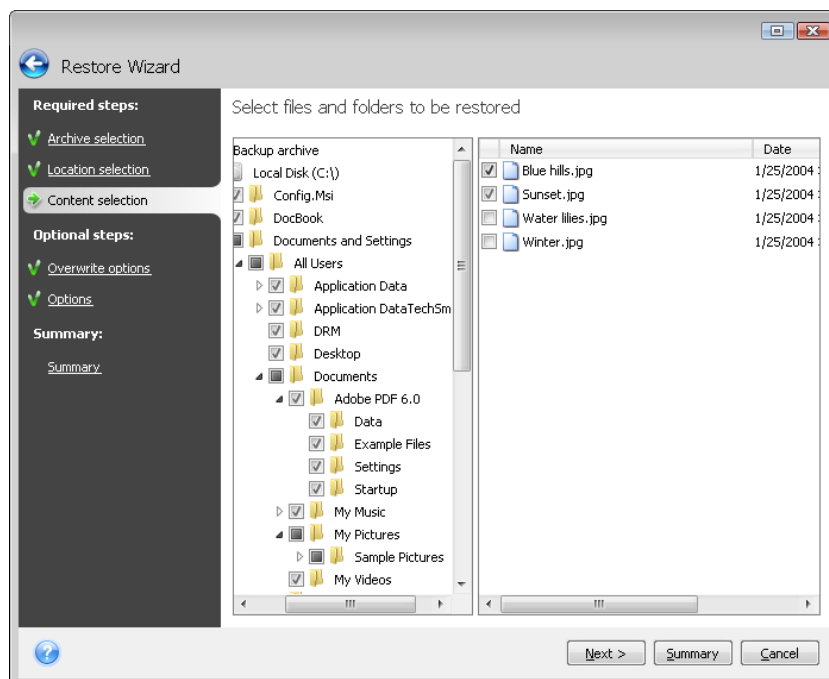 Restore Wizard
Required steps:
Archive selection
Location selection
Content selection
Optional steps:
Overwrite options
Options
Summary:
Summary
Select files and folders to be restored
Backup archive
Local Disk (C:\)
Config.Msi
DocBook
Documents and Settings
All Users
Application Data
Application DataTechSm
DRM
Desktop
Documents
Adobe PDF 6.0
Data
Example Files
Settings
Startup
My Music
My Pictures
Sample Pictures
My Videos
Name Date
Blue hills.jpg 1/25/2004
Sunset.jpg 1/25/2004
Water lilies.jpg 1/25/2004
Winter.jpg 1/25/2004
Next > Summary Cancel